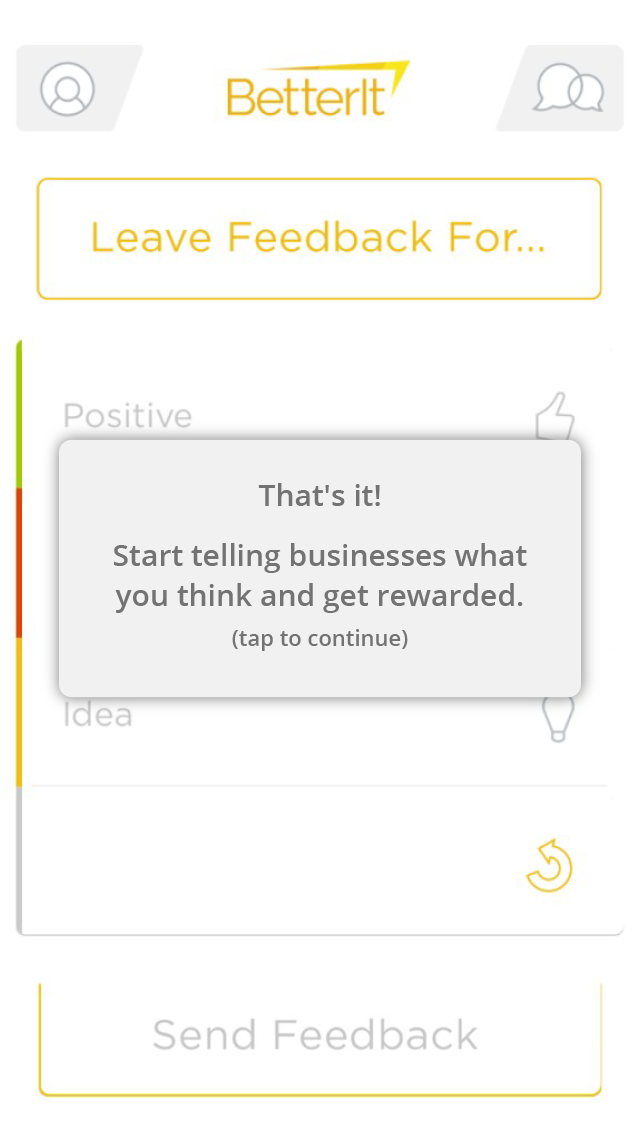 BetterIt
Leave Feedback For...
Positive
That's it!
Start telling businesses what
you think and get rewarded.
(tap to continue)
Idea
Send Feedback